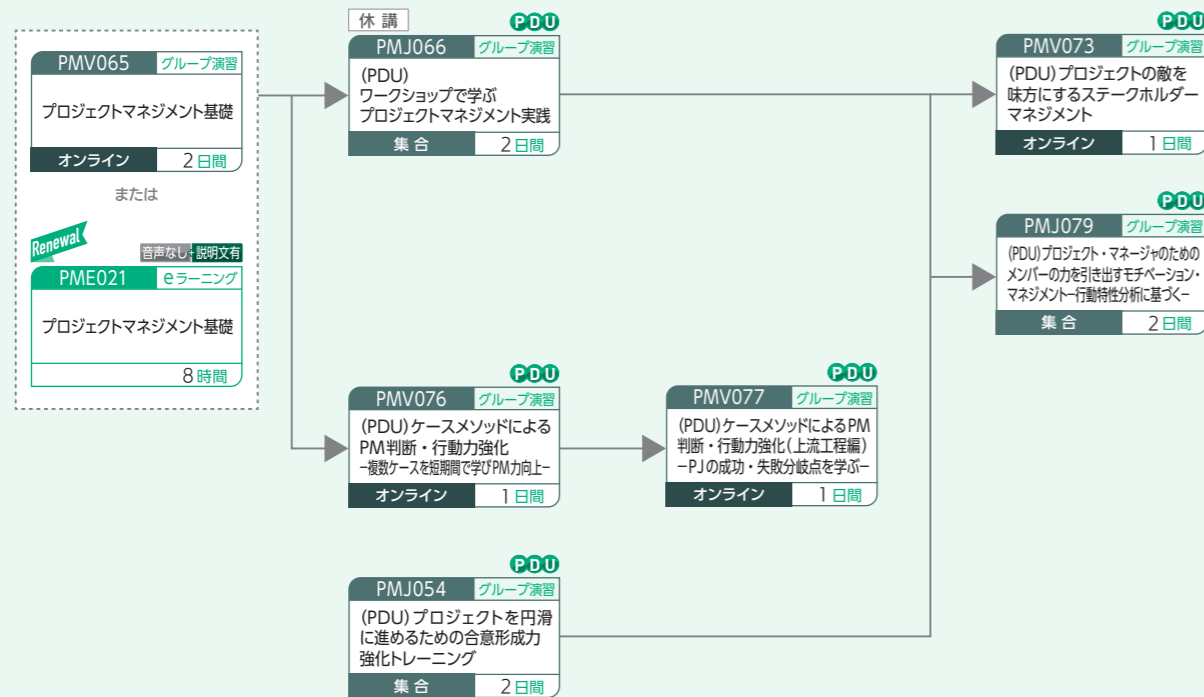 PMV065 グループ演習
プロジェクトマネジメント基礎
オンライン 2日間
または
Renewal
音声なし+説明文有
PME021 eラーニング
プロジェクトマネジメント基礎
8時間
休講
PDU
PMJ066 グループ演習
(PDU)
ワークショップで学ぶ
プロジェクトマネジメント実践
集合 2日間
PDU
PMV076 グループ演習
(PDU)ケースメソッドによる
PM判断・行動力強化
−複数ケースを短期間で学びPM力向上−
オンライン 1日間
PDU
PMV077 グループ演習
(PDU)ケースメソッドによるPM
判断・行動力強化(上流工程編)
−PJの成功・失敗分岐点を学ぶ−
オンライン 1日間
PDU
PMJ054 グループ演習
(PDU)プロジェクトを円滑
に進めるための合意形成力
強化トレーニング
集合 2日間
PDU
PMV073 グループ演習
(PDU)プロジェクトの敵を
味方にするステークホルダー
マネジメント
オンライン 1日間
PDU
PMJ079 グループ演習
(PDU)プロジェクト・マネージャのための
メンバーの力を引き出すモチベーション・
マネジメント−行動特性分析に基づく−
集合 2日間